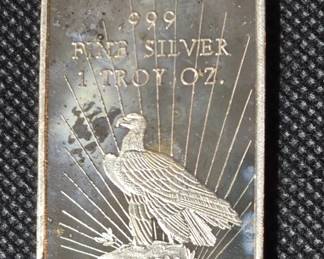 .999
FINE SILVER
1 TROY OZ.